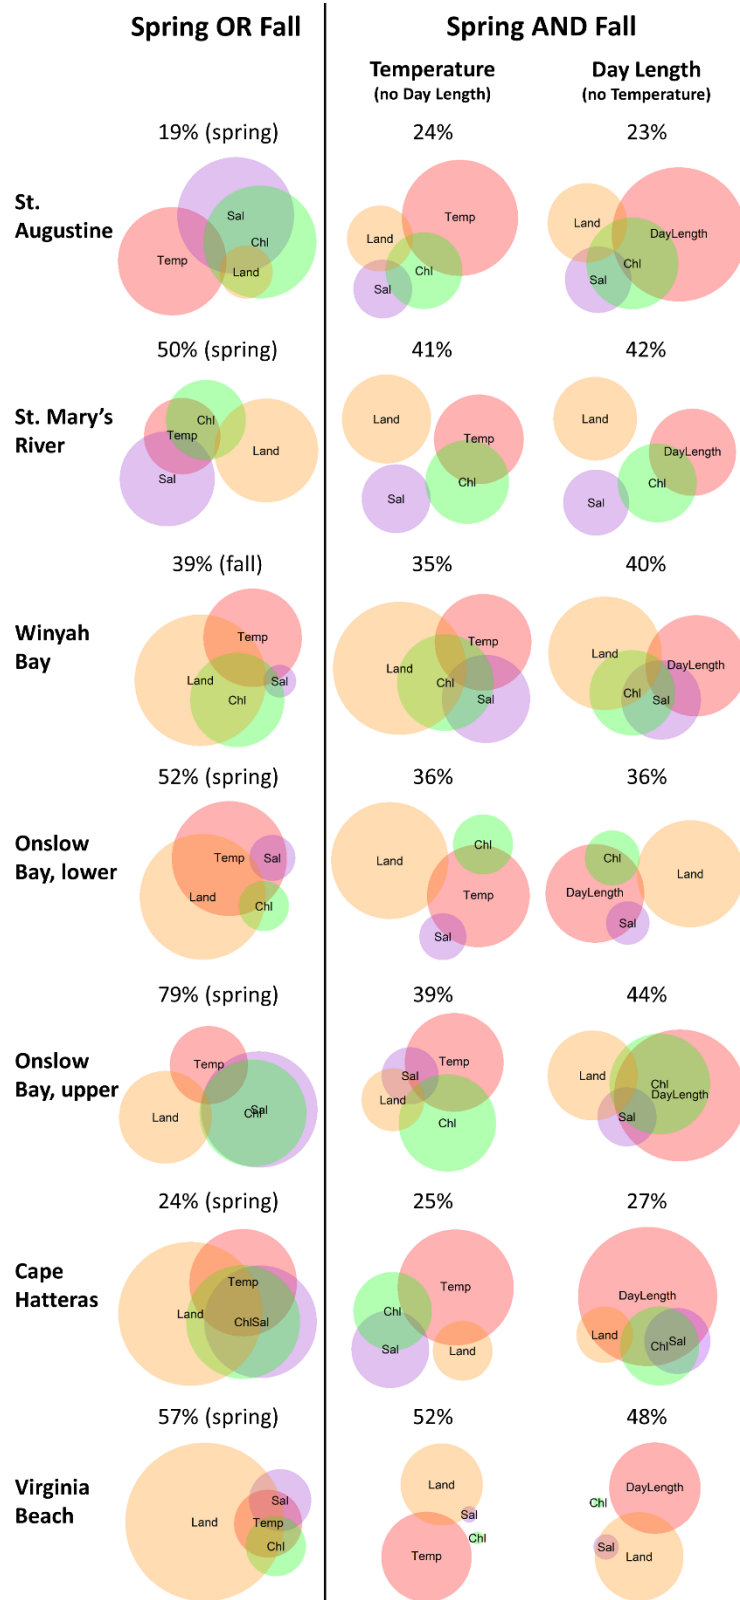 Spring OR Fall
Spring AND Fall
Temperature
(no Day Length)
Day Length
(no Temperature)
19% (spring)
24%
23%
St.
Augustine
Sal
Chl
Temp
Land
Temp
Land
Chl
Sal
Land
DayLength
Chl
Sal
50% (spring)
41%
42%
St. Mary's
River
Chl
Temp
Land
Sal
Land
Temp
Chl
Sal
Land
DayLength
Chl
Sal
39% (fall)
35%
40%
Winyah
Bay
Temp
Land
Sal
Chl
Temp
Land
Chl
Sal
Land
DayLength
Chl
Sal
52% (spring)
36%
36%
Onslow
Bay, lower
Temp
Sal
Land
Chl
Chl
Land
Temp
Sal
Chl
Land
DayLength
Sal
79% (spring)
39%
44%
Onslow
Bay, upper
Temp
Sal
Chl
Land
Temp
Sal
Land
Chl
Land
Chl
DayLength
Sal
24% (spring)
25%
27%
Cape
Hatteras
Temp
Land
Chl
Sal
Temp
Chl
Sal
Land
DayLength
Land
Sal
Chl
57% (spring)
52%
48%
Virginia
Beach
Sal
Land
Temp
Chl
Land
Sal
Chl
Temp
DayLength
Chl
Sal
Land